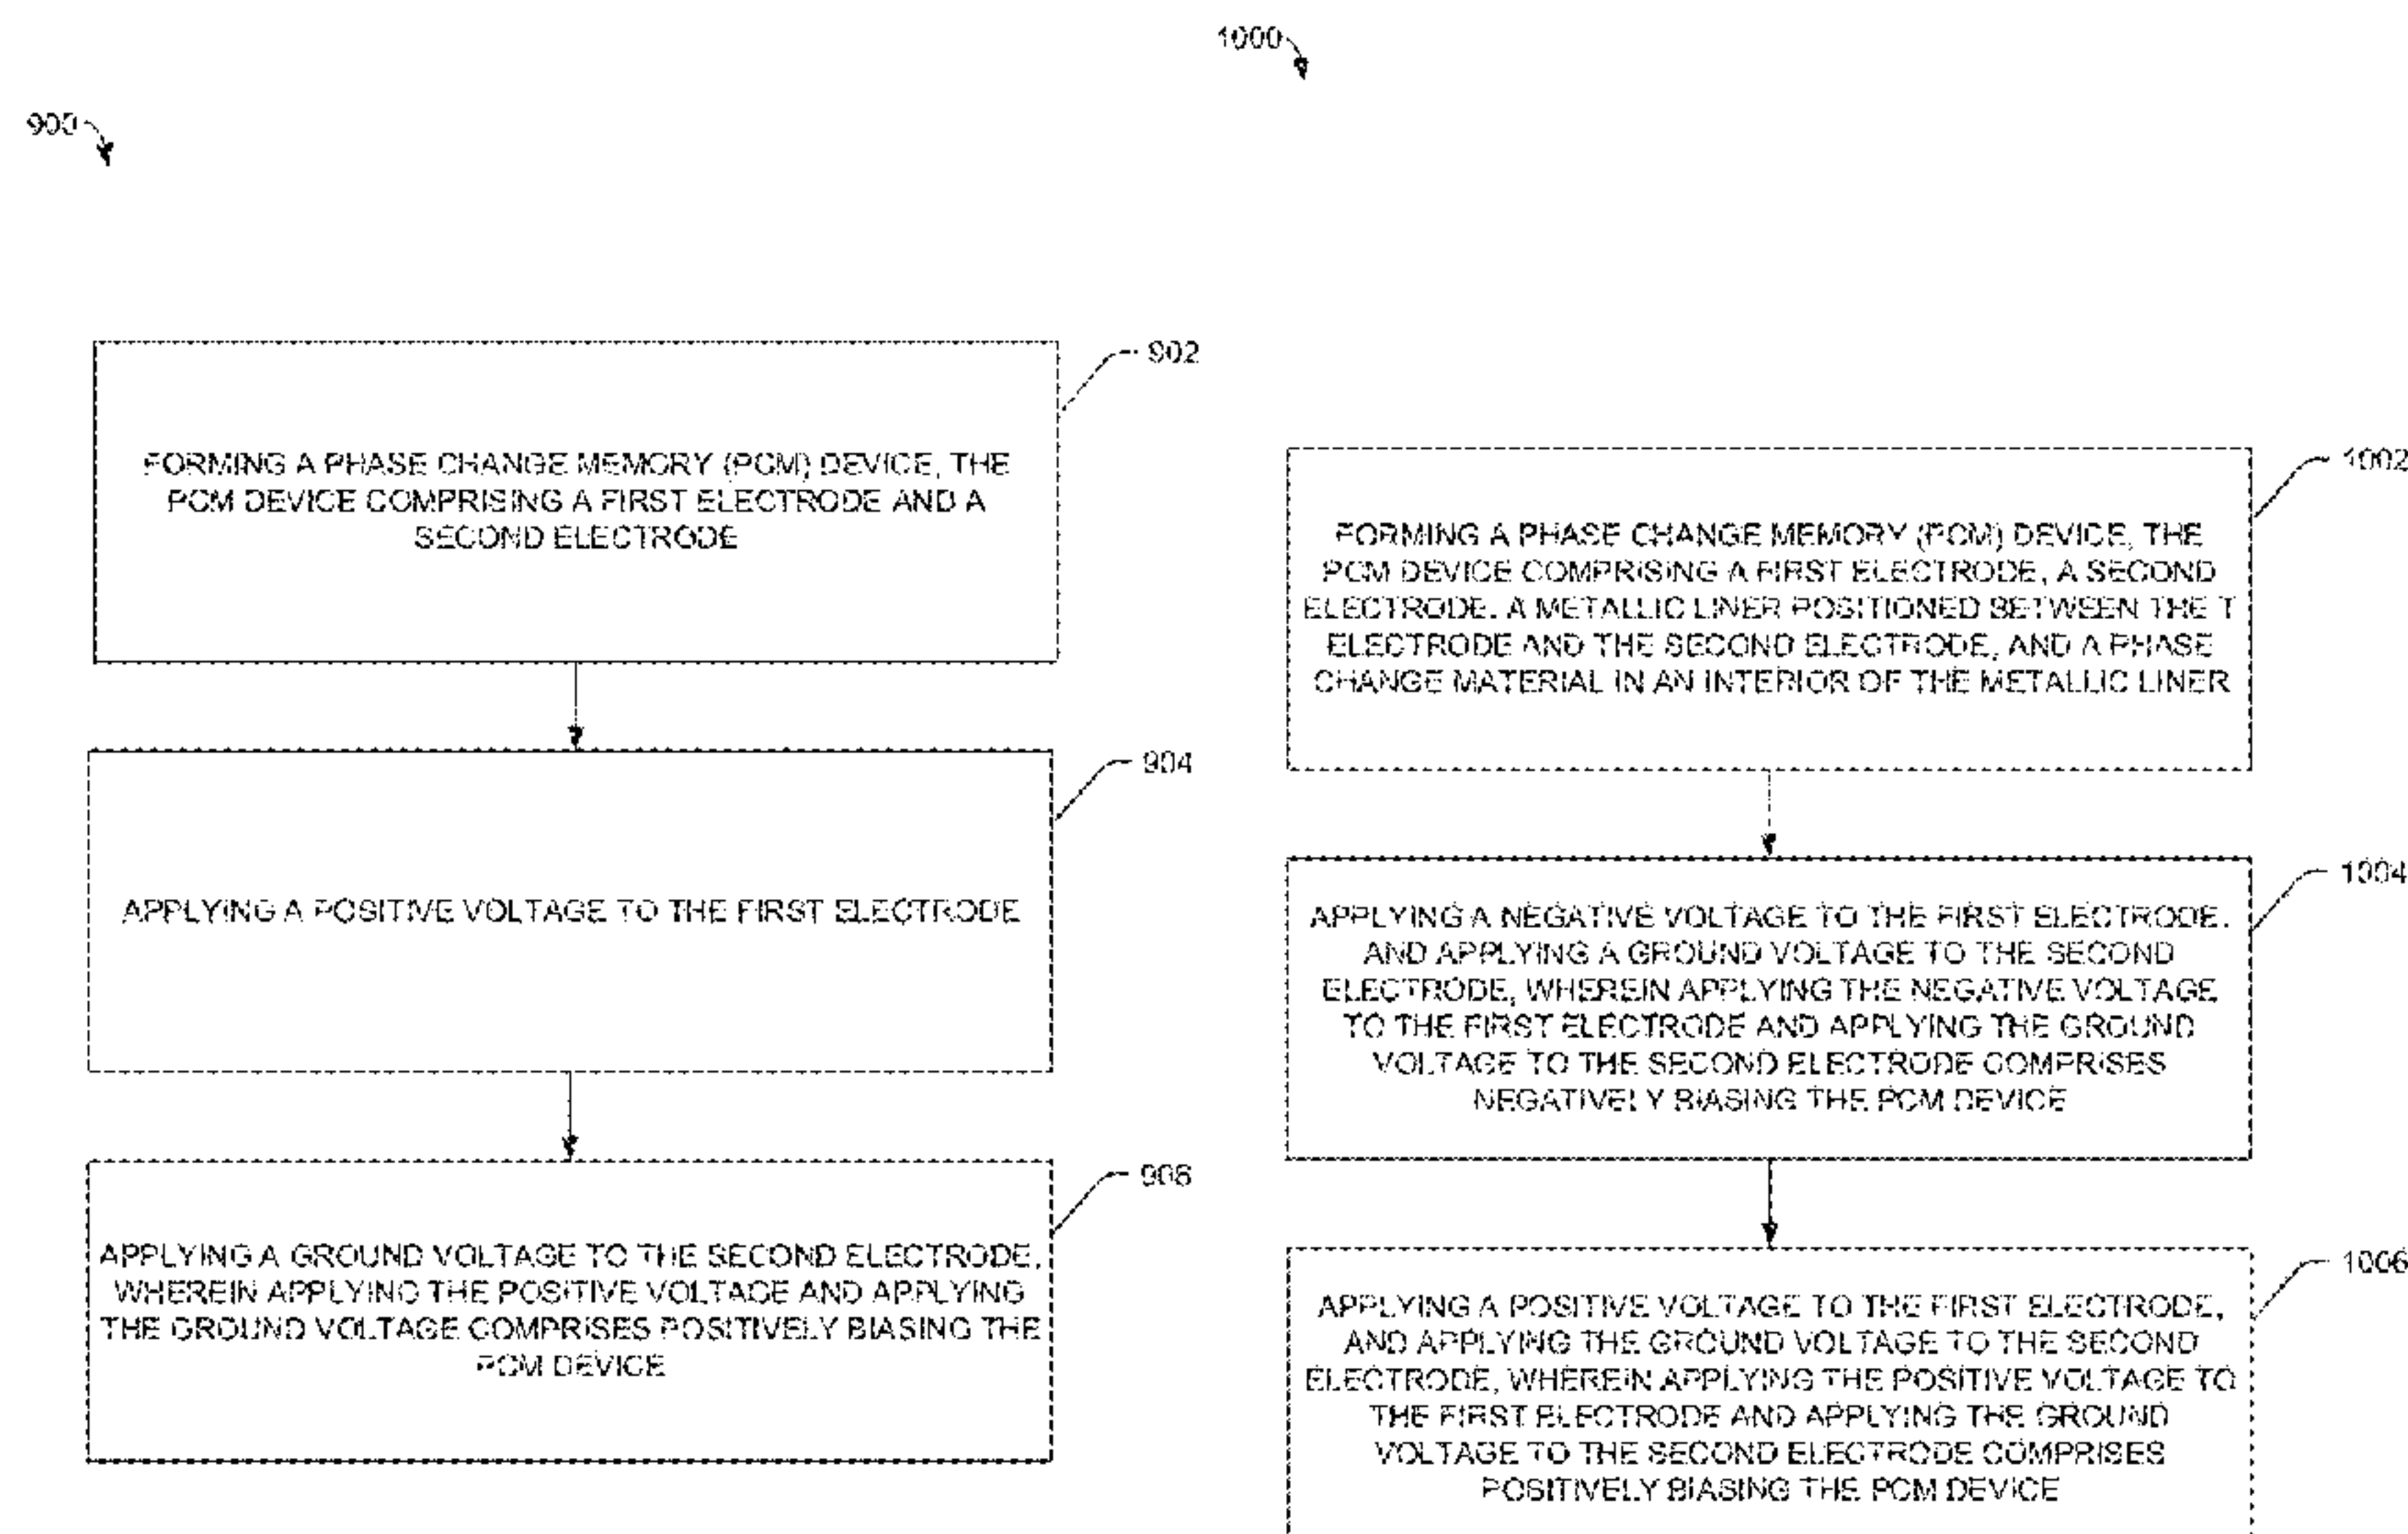 900
902
FORMING A PHASE CHANGE MEMORY (PCM) DEVICE, THE
PCM DEVICE COMPRISING A FIRST ELECTRODE AND A
SECOND ELECTRODE
904
APPLYING A POSITIVE VOLTAGE TO THE FIRST ELECTRODE
906
APPLYING A GROUND VOLTAGE TO THE SECOND ELECTRODE,
WHEREIN APPLYING THE POSITIVE VOLTAGE AND APPLYING
THE GROUND VOLTAGE COMPRISES POSITIVELY BIASING THE
PCM DEVICE
1000
1002
FORMING A PHASE CHANGE MEMORY (PCM) DEVICE, THE
PCM DEVICE COMPRISING A FIRST ELECTRODE, A SECOND
ELECTRODE, A METALLIC LINER POSITIONED BETWEEN THE T
ELECTRODE AND THE SECOND ELECTRODE, AND A PHASE
CHANGE MATERIAL IN AN INTERIOR OF THE METALLIC LINER
1004
APPLYING A NEGATIVE VOLTAGE TO THE FIRST ELECTRODE,
AND APPLYING A GROUND VOLTAGE TO THE SECOND
ELECTRODE, WHEREIN APPLYING THE NEGATIVE VOLTAGE
TO THE FIRST ELECTRODE AND APPLYING THE GROUND
VOLTAGE TO THE SECOND ELECTRODE COMPRISES
NEGATIVELY BIASING THE PCM DEVICE
1006
APPLYING A POSITIVE VOLTAGE TO THE FIRST ELECTRODE,
AND APPLYING THE GROUND VOLTAGE TO THE SECOND
ELECTRODE, WHEREIN APPLYING THE POSITIVE VOLTAGE TO
THE FIRST ELECTRODE AND APPLYING THE GROUND
VOLTAGE TO THE SECOND ELECTRODE COMPRISES
POSITIVELY BIASING THE PCM DEVICE